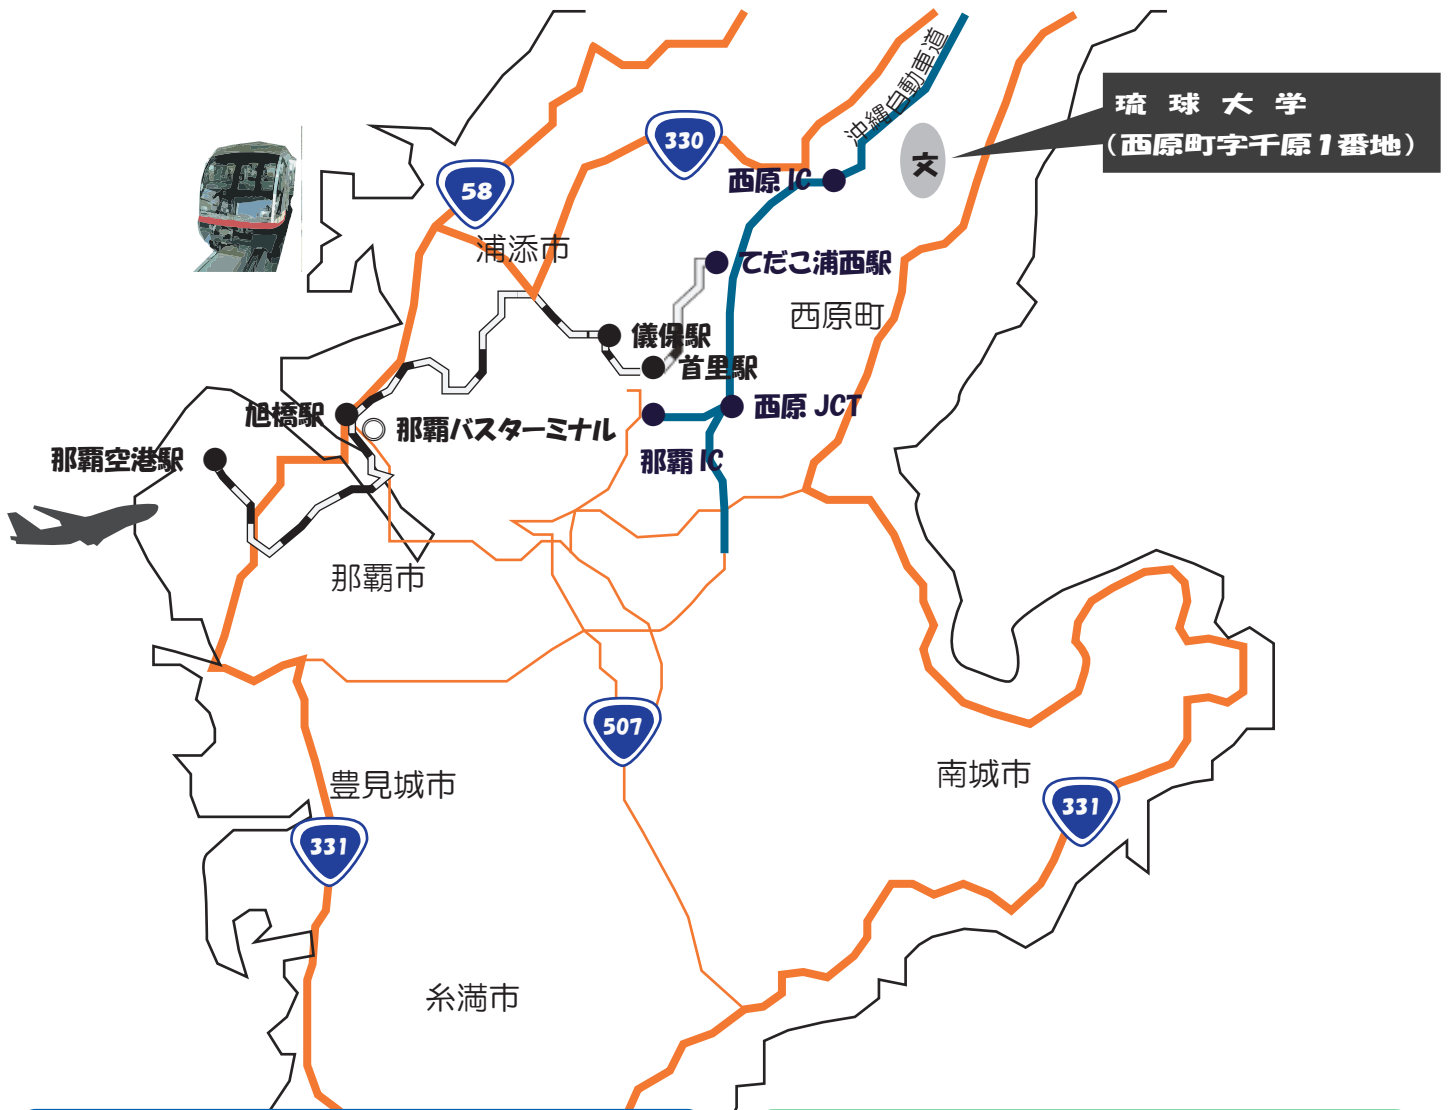 沖縄自動車道
琉球大学
(西原町字千原1番地)
330
文
西原 IC
58
浦添市
てだこ浦西駅
西原町
儀保駅
首里駅
旭橋駅
那覇バスターミナル
西原 JCT
那覇空港駅
那覇 IC
那覇市
507
豊見城市
南城市
331
331
糸満市